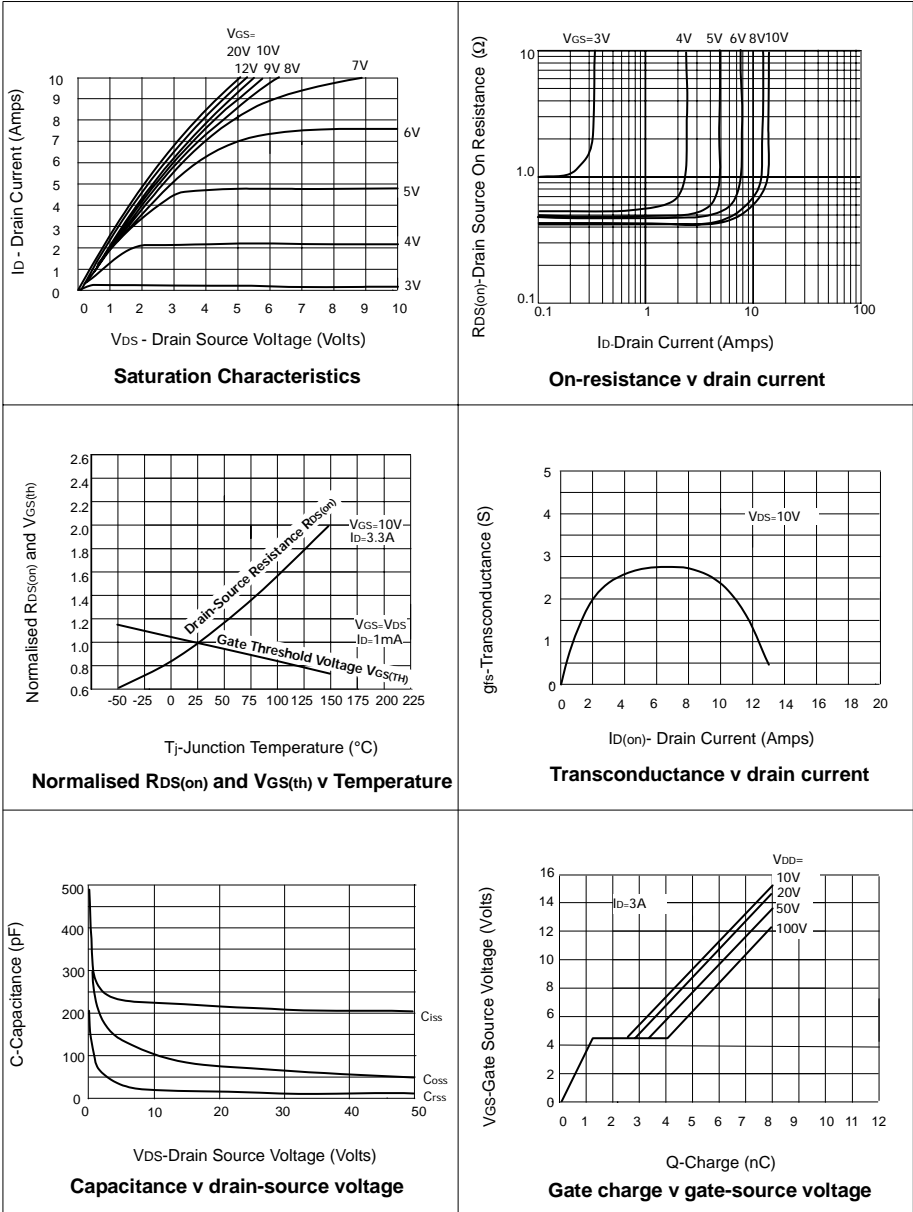 VGS=
20V 10V
12V 9V 8V 7V
10
9
8
7
6
5
4
3
2
1
0
6V
5V
4V
3V
0 1 2 3 4 5 6 7 8 9 10
ID - Drain Current (Amps)
VDS - Drain Source Voltage (Volts)
Saturation Characteristics
VGS=3V 4V 5V 6V 8V 10V
10
1.0
0.1
0.1 1 10 100
RDS(on)-Drain Source On Resistance (Ω)
ID-Drain Current (Amps)
On-resistance v drain current
2.6
2.4
2.2
2.0
1.8
1.6
1.4
1.2
1.0
0.8
0.6
-50 -25 0 25 50 75 100 125 150 175 200 225
Normalised RDS(on) and VGS(th)
Drain-Source Resistance RDS(on)
VGS=10V
ID=3.3A
VGS=VDS
ID=1mA
Gate Threshold Voltage VGS(TH)
Tj-Junction Temperature (°C)
Normalised RDS(on) and VGS(th) v Temperature
5
4
3
2
1
0
0 2 4 6 8 10 12 14 16 18 20
VDS=10V
gfs-Transconductance (S)
ID(on)- Drain Current (Amps)
Transconductance v drain current
500
400
300
200
100
0
0 10 20 30 40 50
Ciss
Coss
Crss
C-Capacitance (pF)
VDS-Drain Source Voltage (Volts)
Capacitance v drain-source voltage
16
14
12
10
8
6
4
2
0
0 1 2 3 4 5 6 7 8 9 10 11 12
ID=3A
VDD=
10V
20V
50V
100V
VGS-Gate Source Voltage (Volts)
Q-Charge (nC)
Gate charge v gate-source voltage